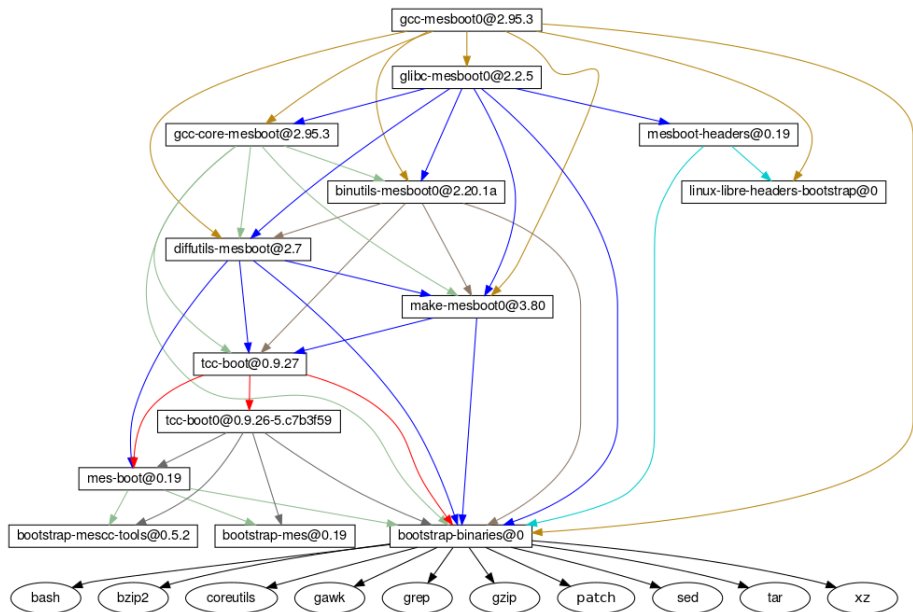 gcc-mesboot0@2.95.3
glibc-mesboot0@2.2.5
gcc-core-mesboot@2.95.3
mesboot-headers@0.19
binutils-mesboot0@2.20.1a
linux-libre-headers-bootstrap@0
diffutils-mesboot@2.7
make-mesboot0@3.80
tcc-boot@0.9.27
tcc-boot0@0.9.26-5.c7b3f59
mes-boot@0.19
bootstrap-mescc-tools@0.5.2
bootstrap-mes@0.19
bootstrap-binaries@0
bash
bzip2
coreutils
gawk
grep
gzip
patch
sed
tar
xz